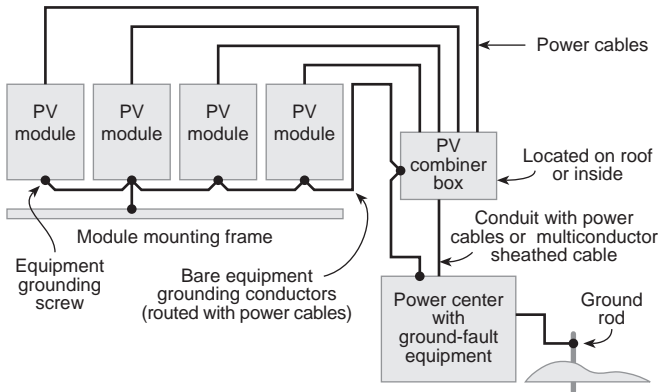 Power cables
PV
module
PV
module
PV
module
PV
module
PV
combiner
box
Located on roof
or inside
Module mounting frame
Equipment
grounding
screw
Bare equipment
grounding conductors
(routed with power cables)
Conduit with power
cables or multiconductor
sheathed cable
Power center
with
ground-fault
equipment
Ground
rod